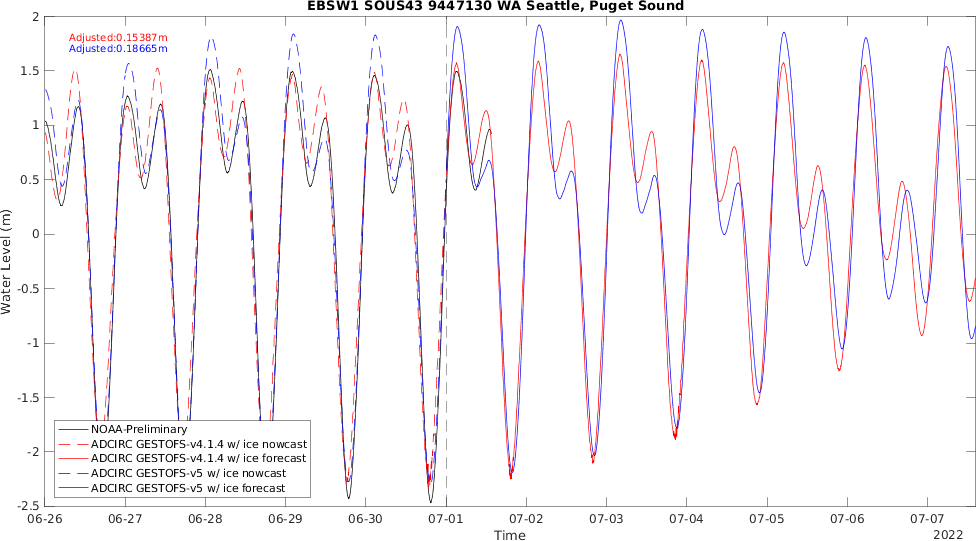 EBSW1 SOUS43 9447130 WA Seattle, Puget Sound
Adjusted:0.15387m
Adjusted:0.18665m
Water Level (m)
2
1.5
1
0.5
0
-0.5
-1
-1.5
-2
-2.5
NOAA-Preliminary
ADCIRC GESTOFS-v4.1.4 w/ ice nowcast
ADCIRC GESTOFS-v4.1.4 w/ ice forecast
ADCIRC GESTOFS-v5 w/ ice nowcast
ADCIRC GESTOFS-v5 w/ ice forecast
06-26 06-27 06-28 06-29 06-30 07-01 07-02 07-03 07-04 07-05 07-06 07-07
Time
2022